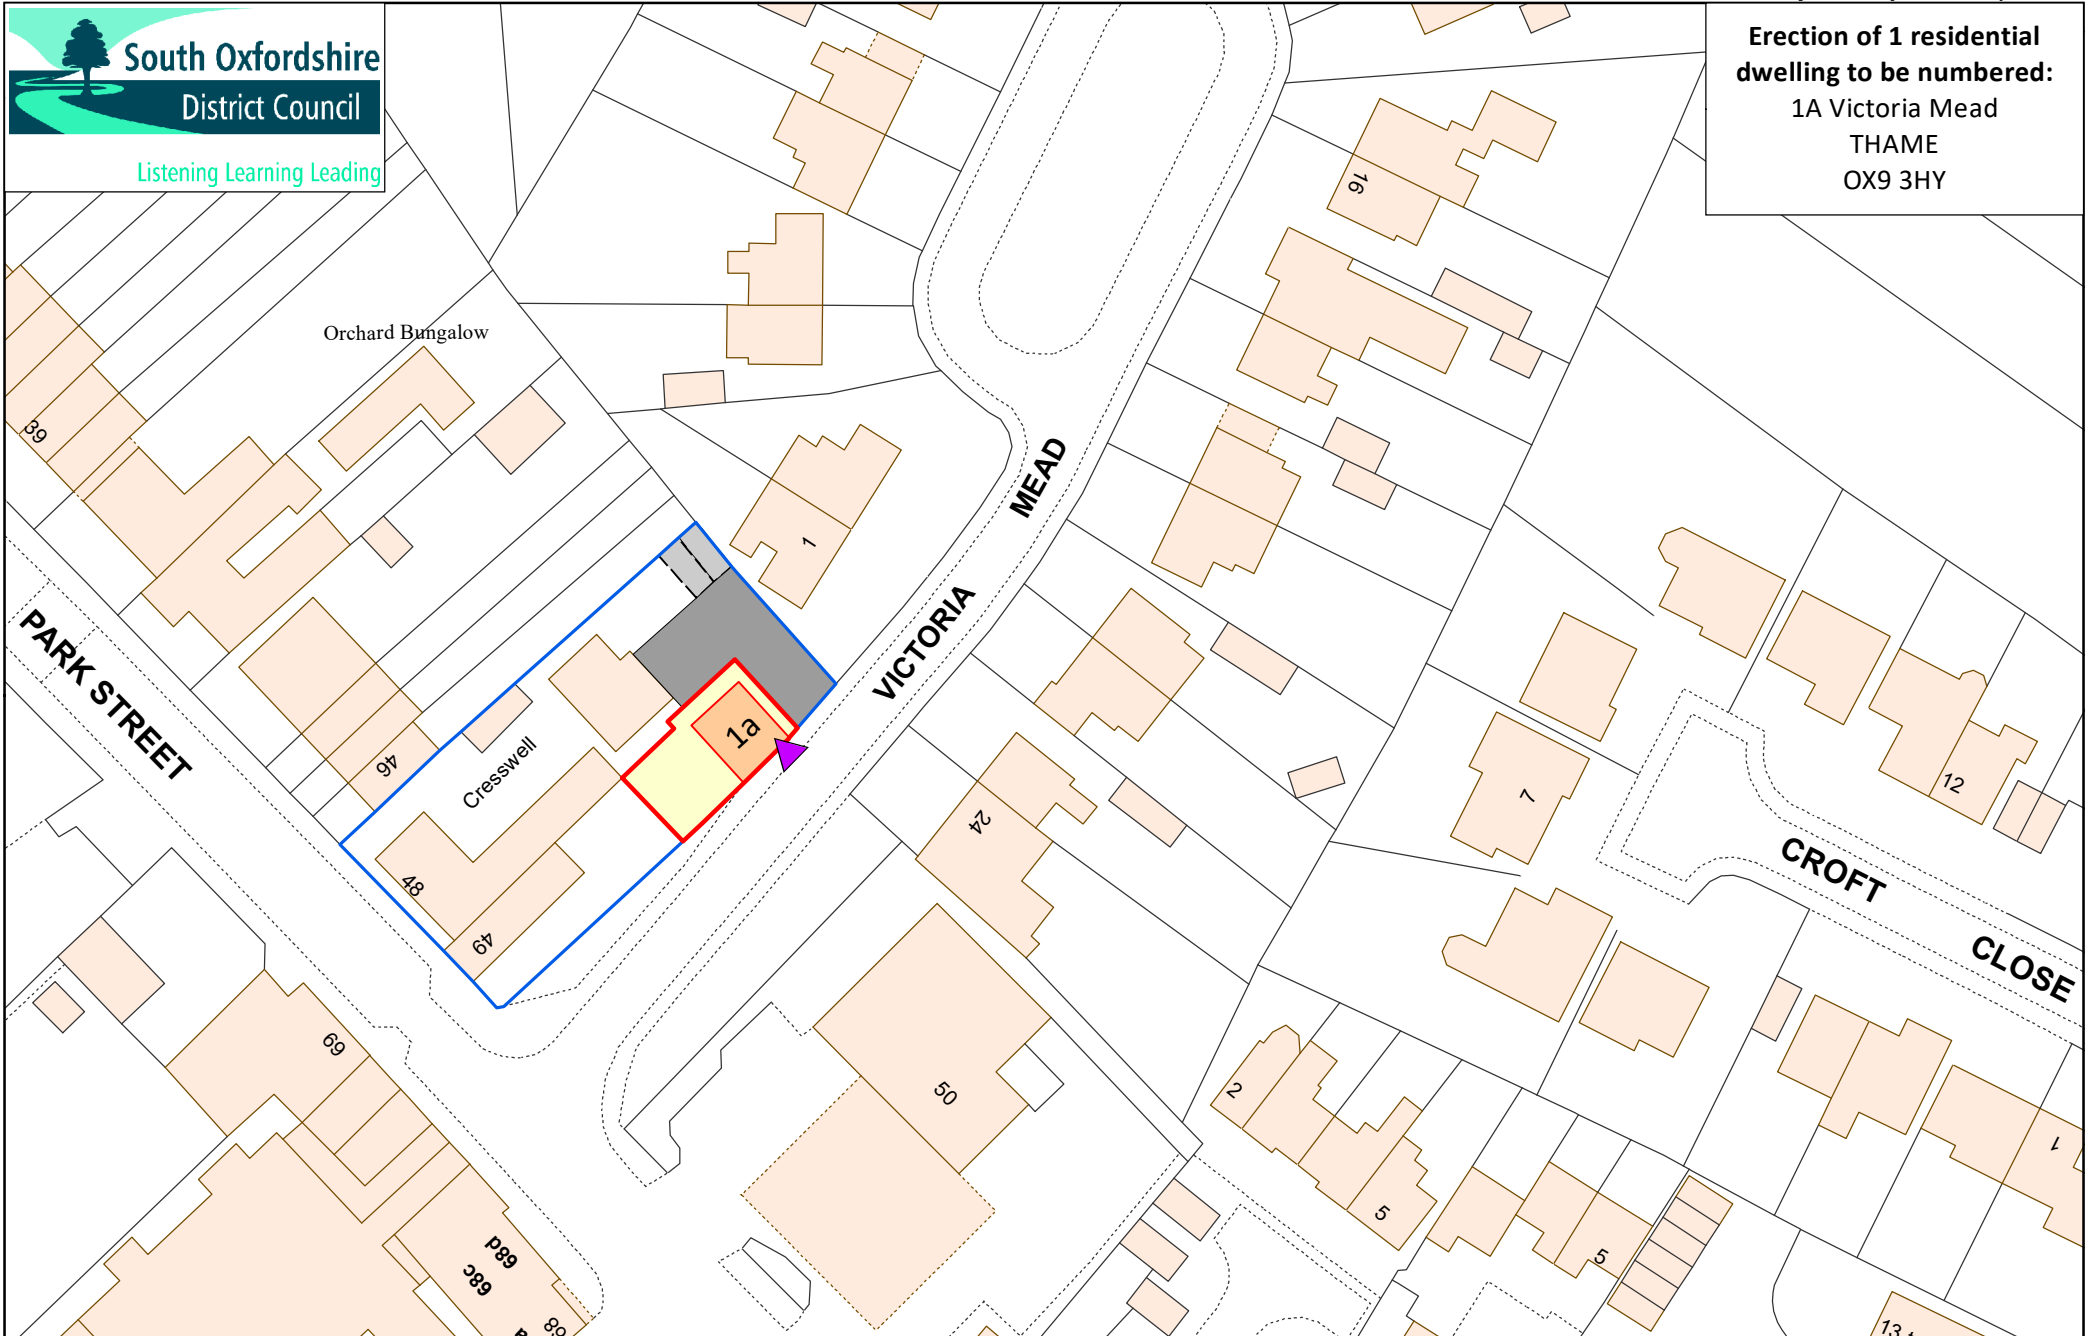 South Oxfordshire
District Council
Listening Learning Leading
Erection of 1 residential
dwelling to be numbered:
1A Victoria Mead
THAME
OX9 3HY
16
Orchard Bungalow
39
MEAD
1
VICTORIA
PARK STREET
46
Cresswell
1a
48
49
24
7
12
CROFT
CLOSE
69
50
2
5
5
1
68d
68c
68